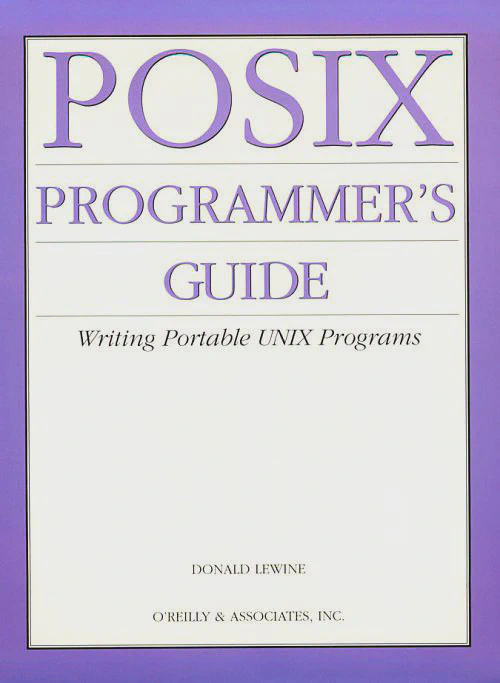 POSIX
PROGRAMMER'S
GUIDE
Writing Portable UNIX Programs
DONALD LEWINE
O'REILLY & ASSOCIATES, INC.